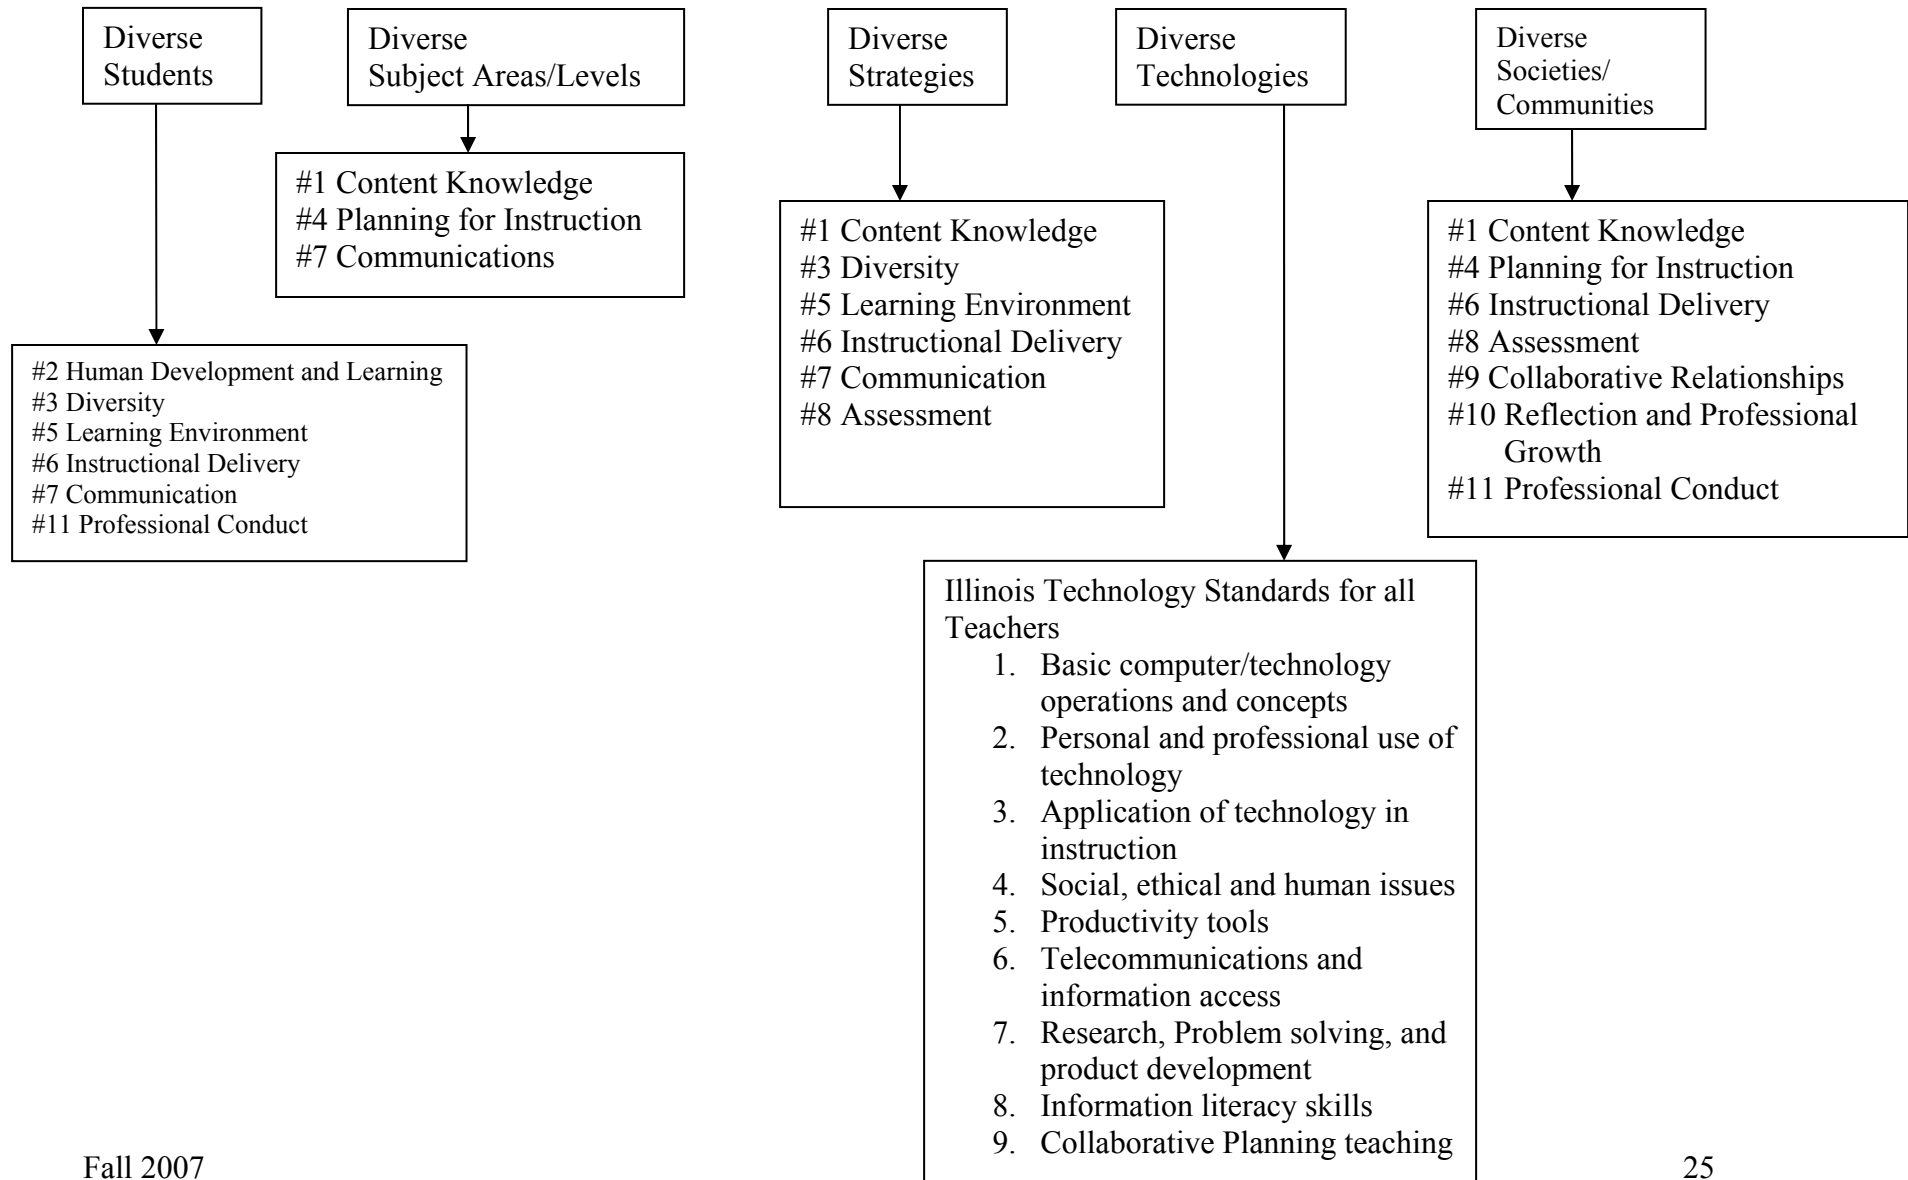 Diverse
Students
Diverse
Subject Areas/Levels
Diverse
Strategies
Diverse
Technologies
Diverse
Societies/
Communities
#2 Human Development and Learning
#3 Diversity
#5 Learning Environment
#6 Instructional Delivery
#7 Communication
#11 Professional Conduct
#1 Content Knowledge
#4 Planning for Instruction
#7 Communications
#1 Content Knowledge
#3 Diversity
#5 Learning Environment
#6 Instructional Delivery
#7 Communication
#8 Assessment
Illinois Technology Standards for all
Teachers
1. Basic computer/technology
operations and concepts
2. Personal and professional use of
technology
3. Application of technology in
instruction
4. Social, ethical and human issues
5. Productivity tools
6. Telecommunications and
information access
7. Research, Problem solving, and
product development
8. Information literacy skills
9. Collaborative Planning teaching
#1 Content Knowledge
#4 Planning for Instruction
#6 Instructional Delivery
#8 Assessment
#9 Collaborative Relationships
#10 Reflection and Professional
Growth
#11 Professional Conduct
Fall 2007
25